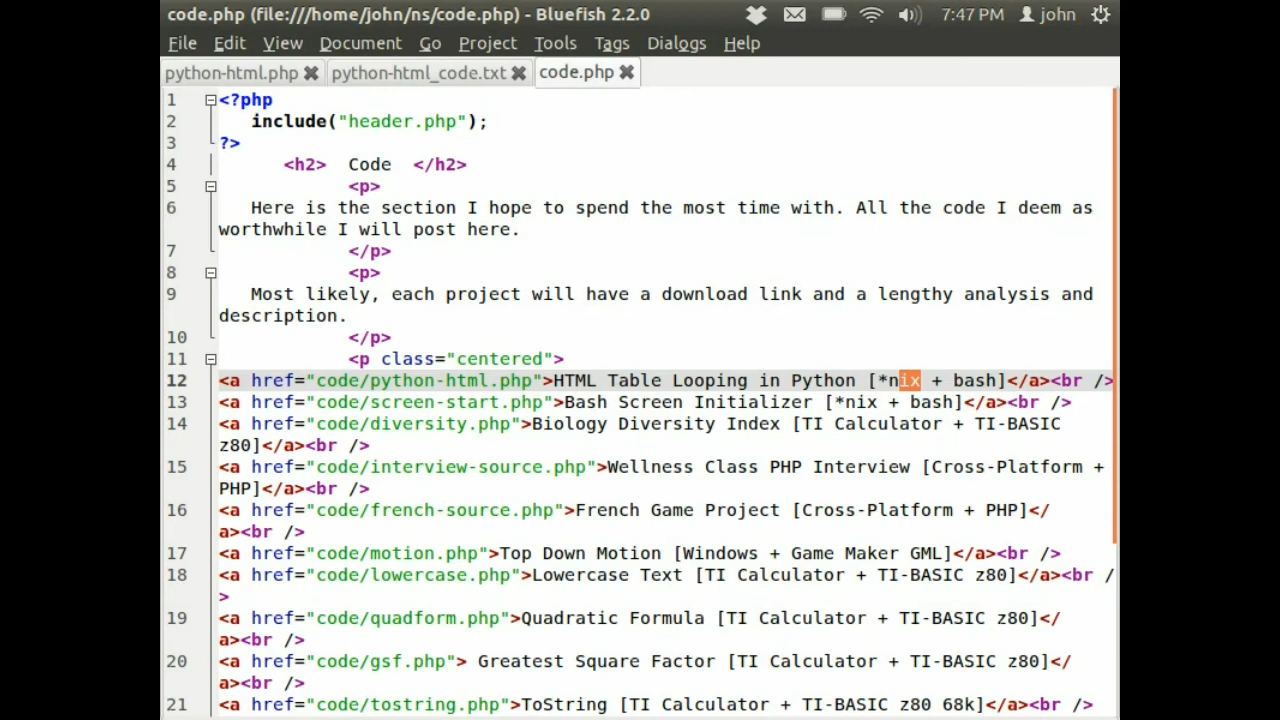 code.php (file:///home/john/ns/code.php) - Bluefish 2.2.0 7:47 PM john
File Edit View Document Go Project Tools Tags Dialogs Help
python-html.php python-html_code.txt code.php
1 <?php
2 include("header.php");
3 ?>
4 <h2> Code </h2>
5 <p>
6 Here is the section I hope to spend the most time with. All the code I deem as
worthwhile I will post here.
7 </p>
8 <p>
9 Most likely, each project will have a download link and a lengthy analysis and
description.
10 </p>
11 <p class="centered">
12 <a href="code/python-html.php">HTML Table Looping in Python [*nix + bash]</a><br />
13 <a href="code/screen-start.php">Bash Screen Initializer [*nix + bash]</a><br />
14 <a href="code/diversity.php">Biology Diversity Index [TI Calculator + TI-BASIC
z80]</a><br />
15 <a href="code/interview-source.php">Wellness Class PHP Interview [Cross-Platform +
PHP]</a><br />
16 <a href="code/french-source.php">French Game Project [Cross-Platform + PHP]</
a><br />
17 <a href="code/motion.php">Top Down Motion [Windows + Game Maker GML]</a><br />
18 <a href="code/lowercase.php">Lowercase Text [TI Calculator + TI-BASIC z80]</a><br /
>
19 <a href="code/quadform.php">Quadratic Formula [TI Calculator + TI-BASIC z80]</
a><br />
20 <a href="code/gsf.php"> Greatest Square Factor [TI Calculator + TI-BASIC z80]</
a><br />
21 <a href="code/tostring.php">ToString [TI Calculator + TI-BASIC z80 68k]</a><br />